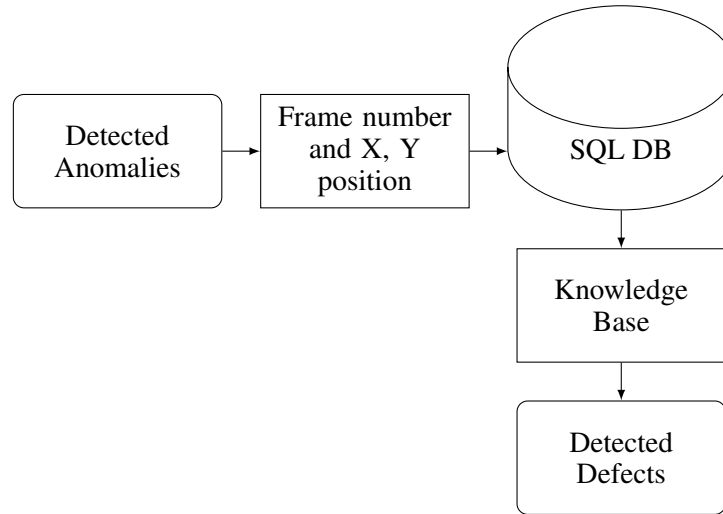 Detected
Anomalies
Frame number
and X, Y
position
SQL DB
Knowledge
Base
Detected
Defects